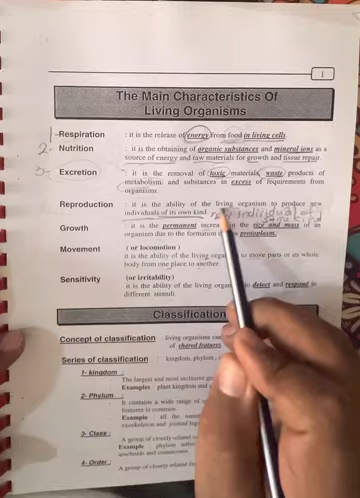 1
The Main Characteristics Of
Living Organisms
1- Respiration : it is the release of energy from food in living cells.
2- Nutrition : it is the obtaining of organic substances and mineral ions as a
source of energy and raw materials for growth and tissue repair.
3- Excretion : it is the removal of toxic materials, waste products of
metabolism, and substances in excess of requirements from
organisms.
Reproduction : it is the ability of the living organism to produce new
individuals of its own kind. individual of
same kind
Growth : it is the permanent in the size and mass of
organism due to the formation protoplasm.
Movement (or locomotion)
it is the ability of the living to move parts or its whole
body from one place to another.
Sensitivity (or irritability)
it is the ability of the living to detect and respond to
different stimuli.
Classification
Concept of classification : living organisms can
of shared features.
Series of classification : kingdom, phylum,
1- kingdom :
The largest and most inclusive
Examples : plant kingdom and
2- Phylum :
It contains a wide range of
features in common.
Example : all the
exoskeleton and jointed
3- Class :
A group of closely related
Example : phylum
arachnids and
4- Order :
A group of closely related